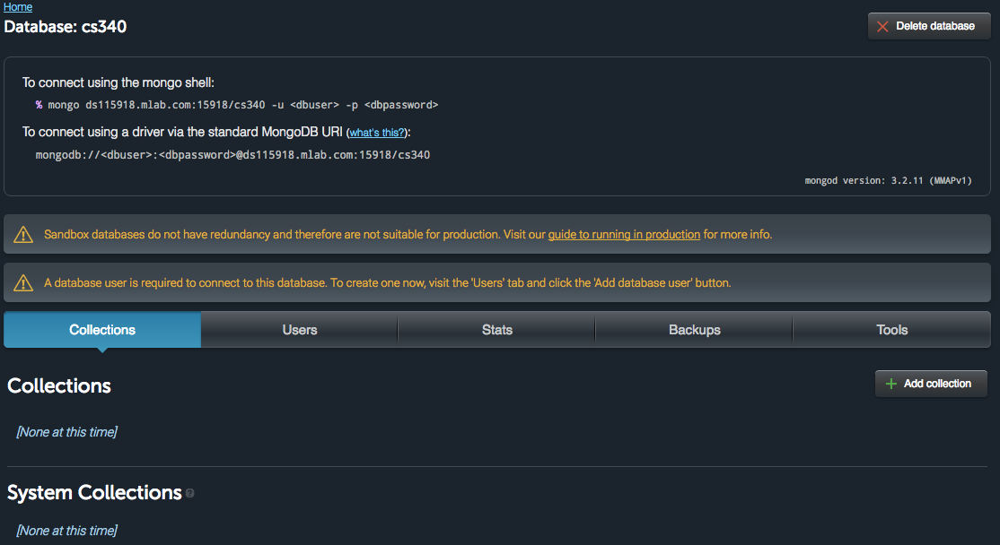 Home
Database: cs340
Delete database
To connect using the mongo shell:
% mongo ds115918.mlab.com:15918/cs340 -u <dbuser> -p <dbpassword>
To connect using a driver via the standard MongoDB URI (what's this?):
mongodb://<dbuser>:<dbpassword>@ds115918.mlab.com:15918/cs340
mongod version: 3.2.11 (MMAPv1)
Sandbox databases do not have redundancy and therefore are not suitable for production. Visit our guide to running in production for more info.
A database user is required to connect to this database. To create one now, visit the 'Users' tab and click the 'Add database user' button.
Collections Users Stats Backups Tools
Collections
Add collection
[None at this time]
System Collections ?
[None at this time]